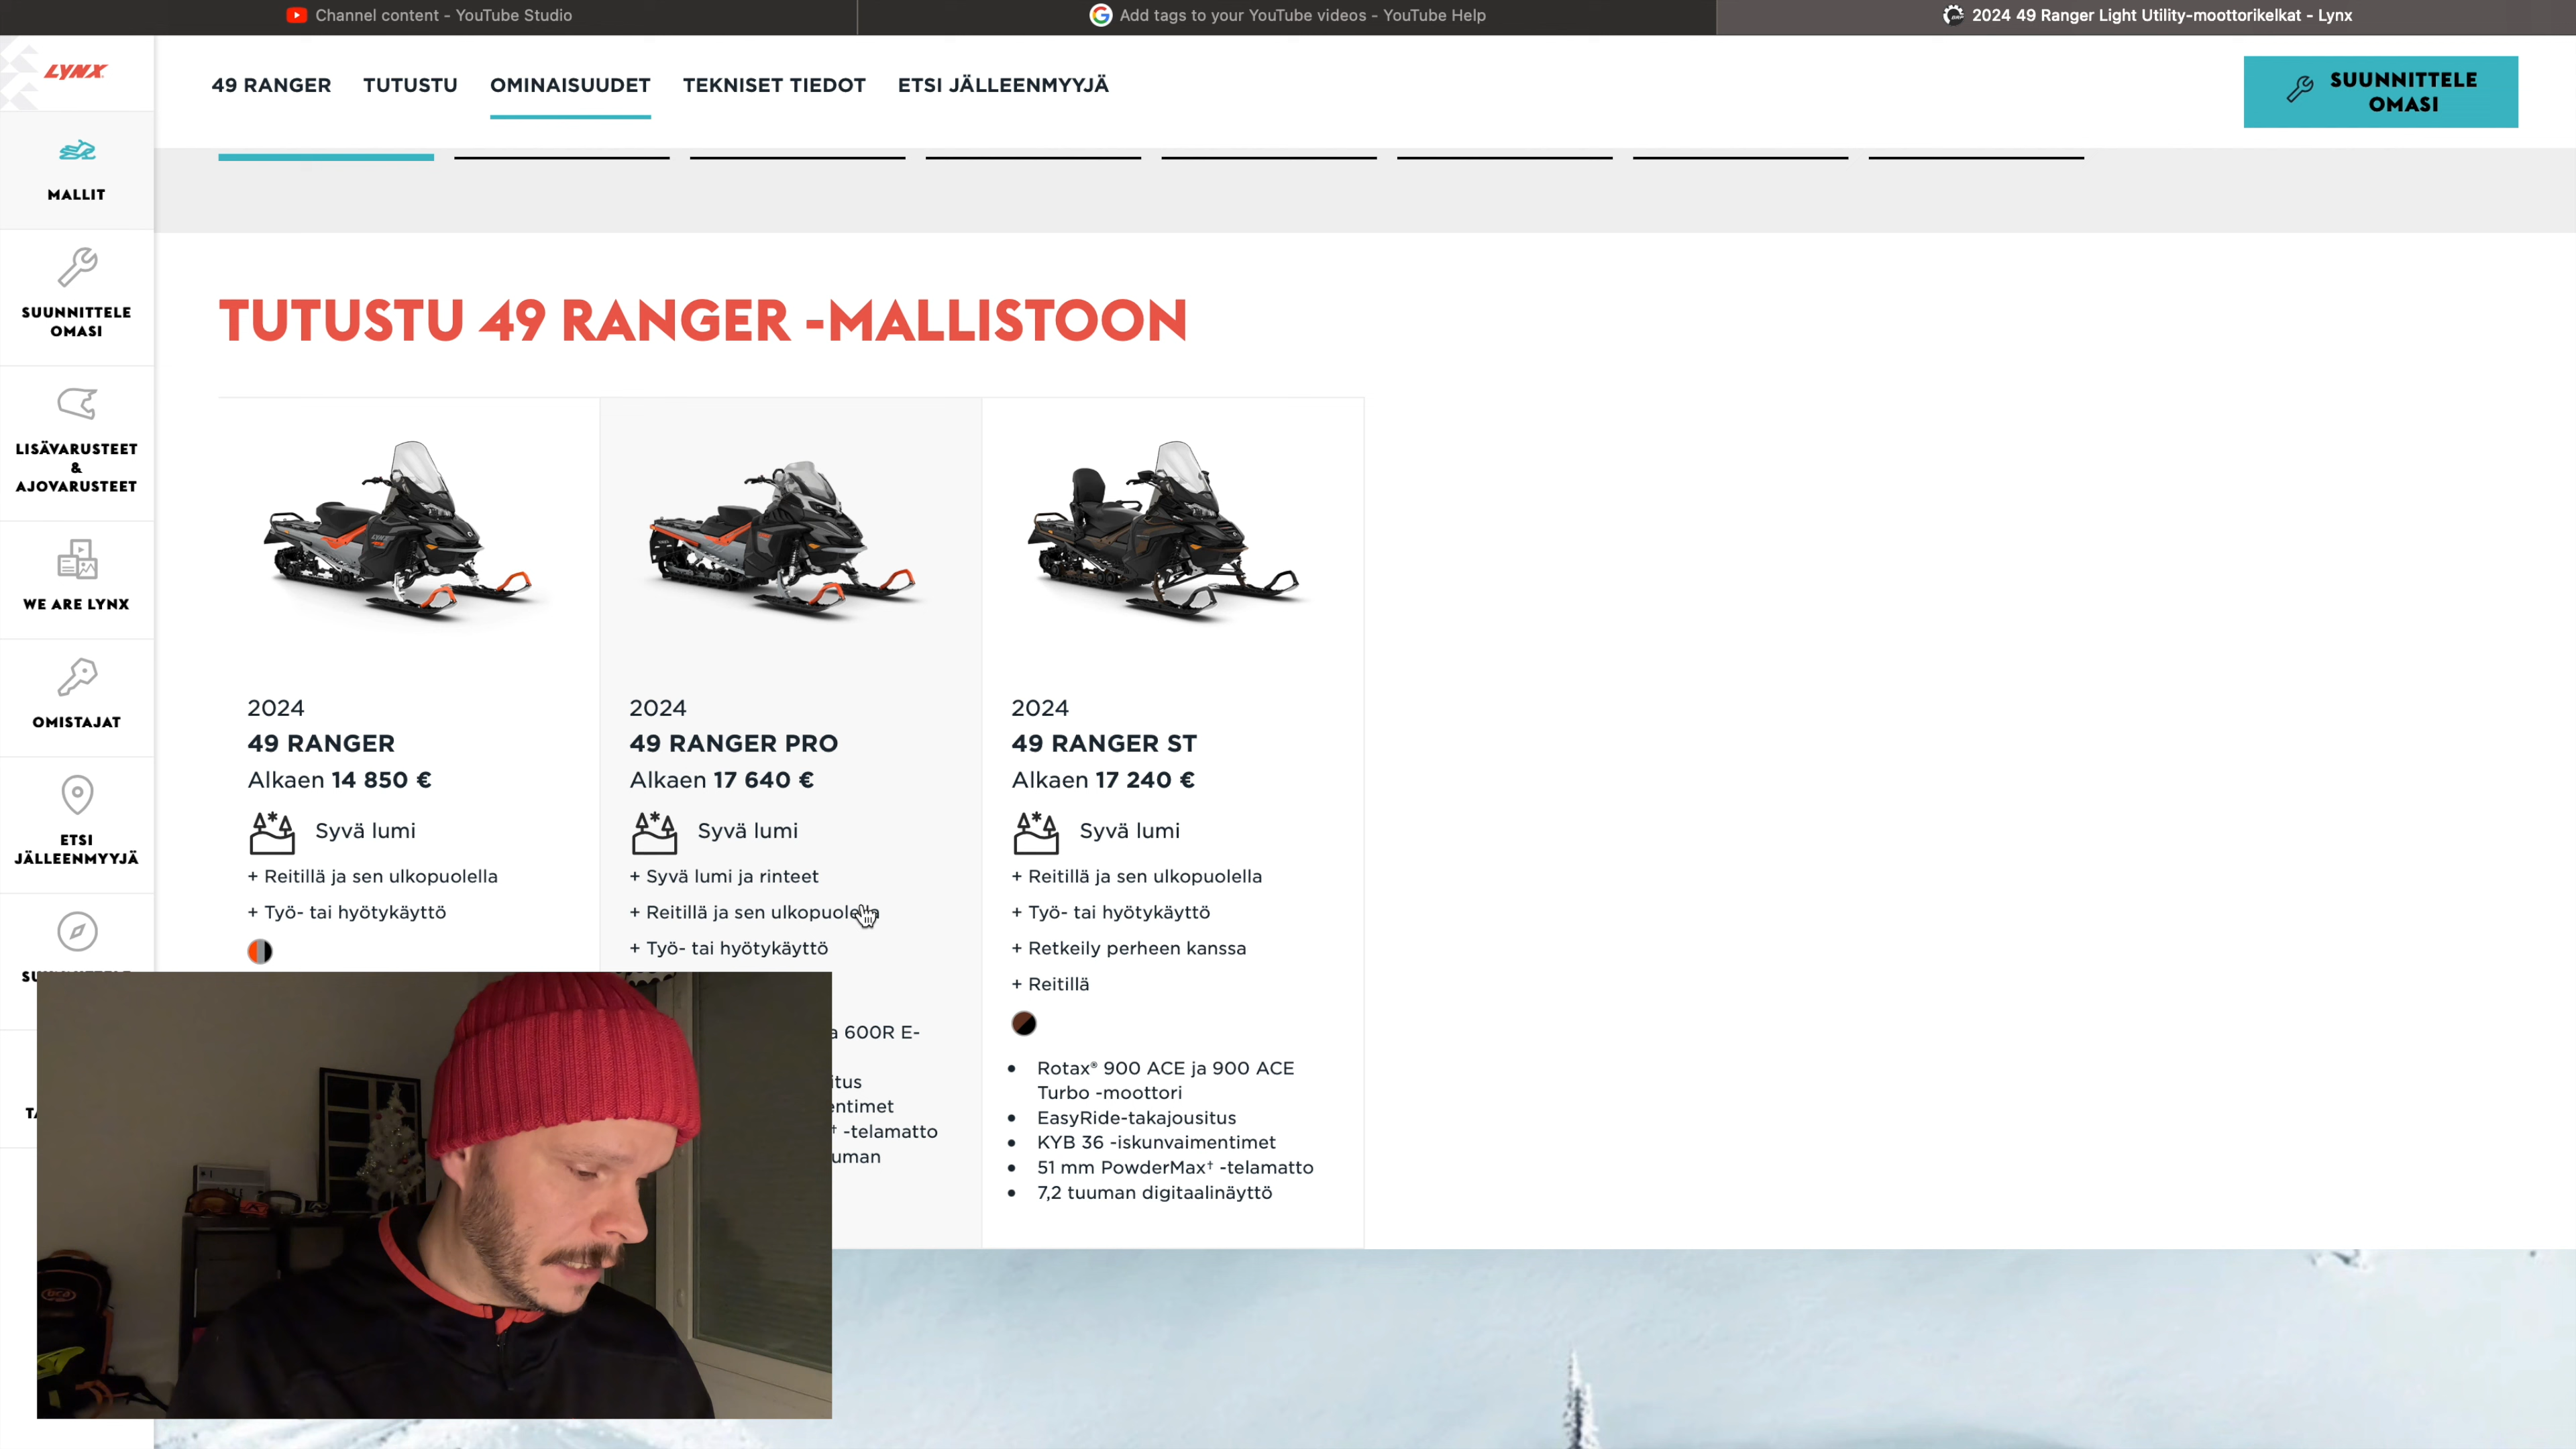 Channel content - YouTube Studio
Add tags to your YouTube videos - YouTube Help
2024 49 Ranger Light Utility-moottorikelkat - Lynx
LYNX
49 RANGER
TUTUSTU
OMINAISUUDET
TEKNISET TIEDOT
ETSI JÄLLEENMYYJÄ
SUUNNITTELE
OMASI
MALLIT
SUUNNITTELE
OMASI
LISÄVARUSTEET
&
AJOVARUSTEET
WE ARE LYNX
OMISTAJAT
ETSI
JÄLLEENMYYJÄ
TUTUSTU 49 RANGER -MALLISTOON
2024
49 RANGER
Alkaen 14 850 €
Syvä lumi
+ Reitillä ja sen ulkopuolella
+ Työ- tai hyötykäyttö
2024
49 RANGER PRO
Alkaen 17 640 €
Syvä lumi
+ Syvä lumi ja rinteet
+ Reitillä ja sen ulkopuolella
+ Työ- tai hyötykäyttö
600R E-
itus
entimet
† -telamatto
uman
2024
49 RANGER ST
Alkaen 17 240 €
Syvä lumi
+ Reitillä ja sen ulkopuolella
+ Työ- tai hyötykäyttö
+ Retkeily perheen kanssa
+ Reitillä
• Rotax® 900 ACE ja 900 ACE
Turbo -moottori
• EasyRide-takajousitus
• KYB 36 -iskunvaimentimet
• 51 mm PowderMax† -telamatto
• 7,2 tuuman digitaalinäyttö
bca